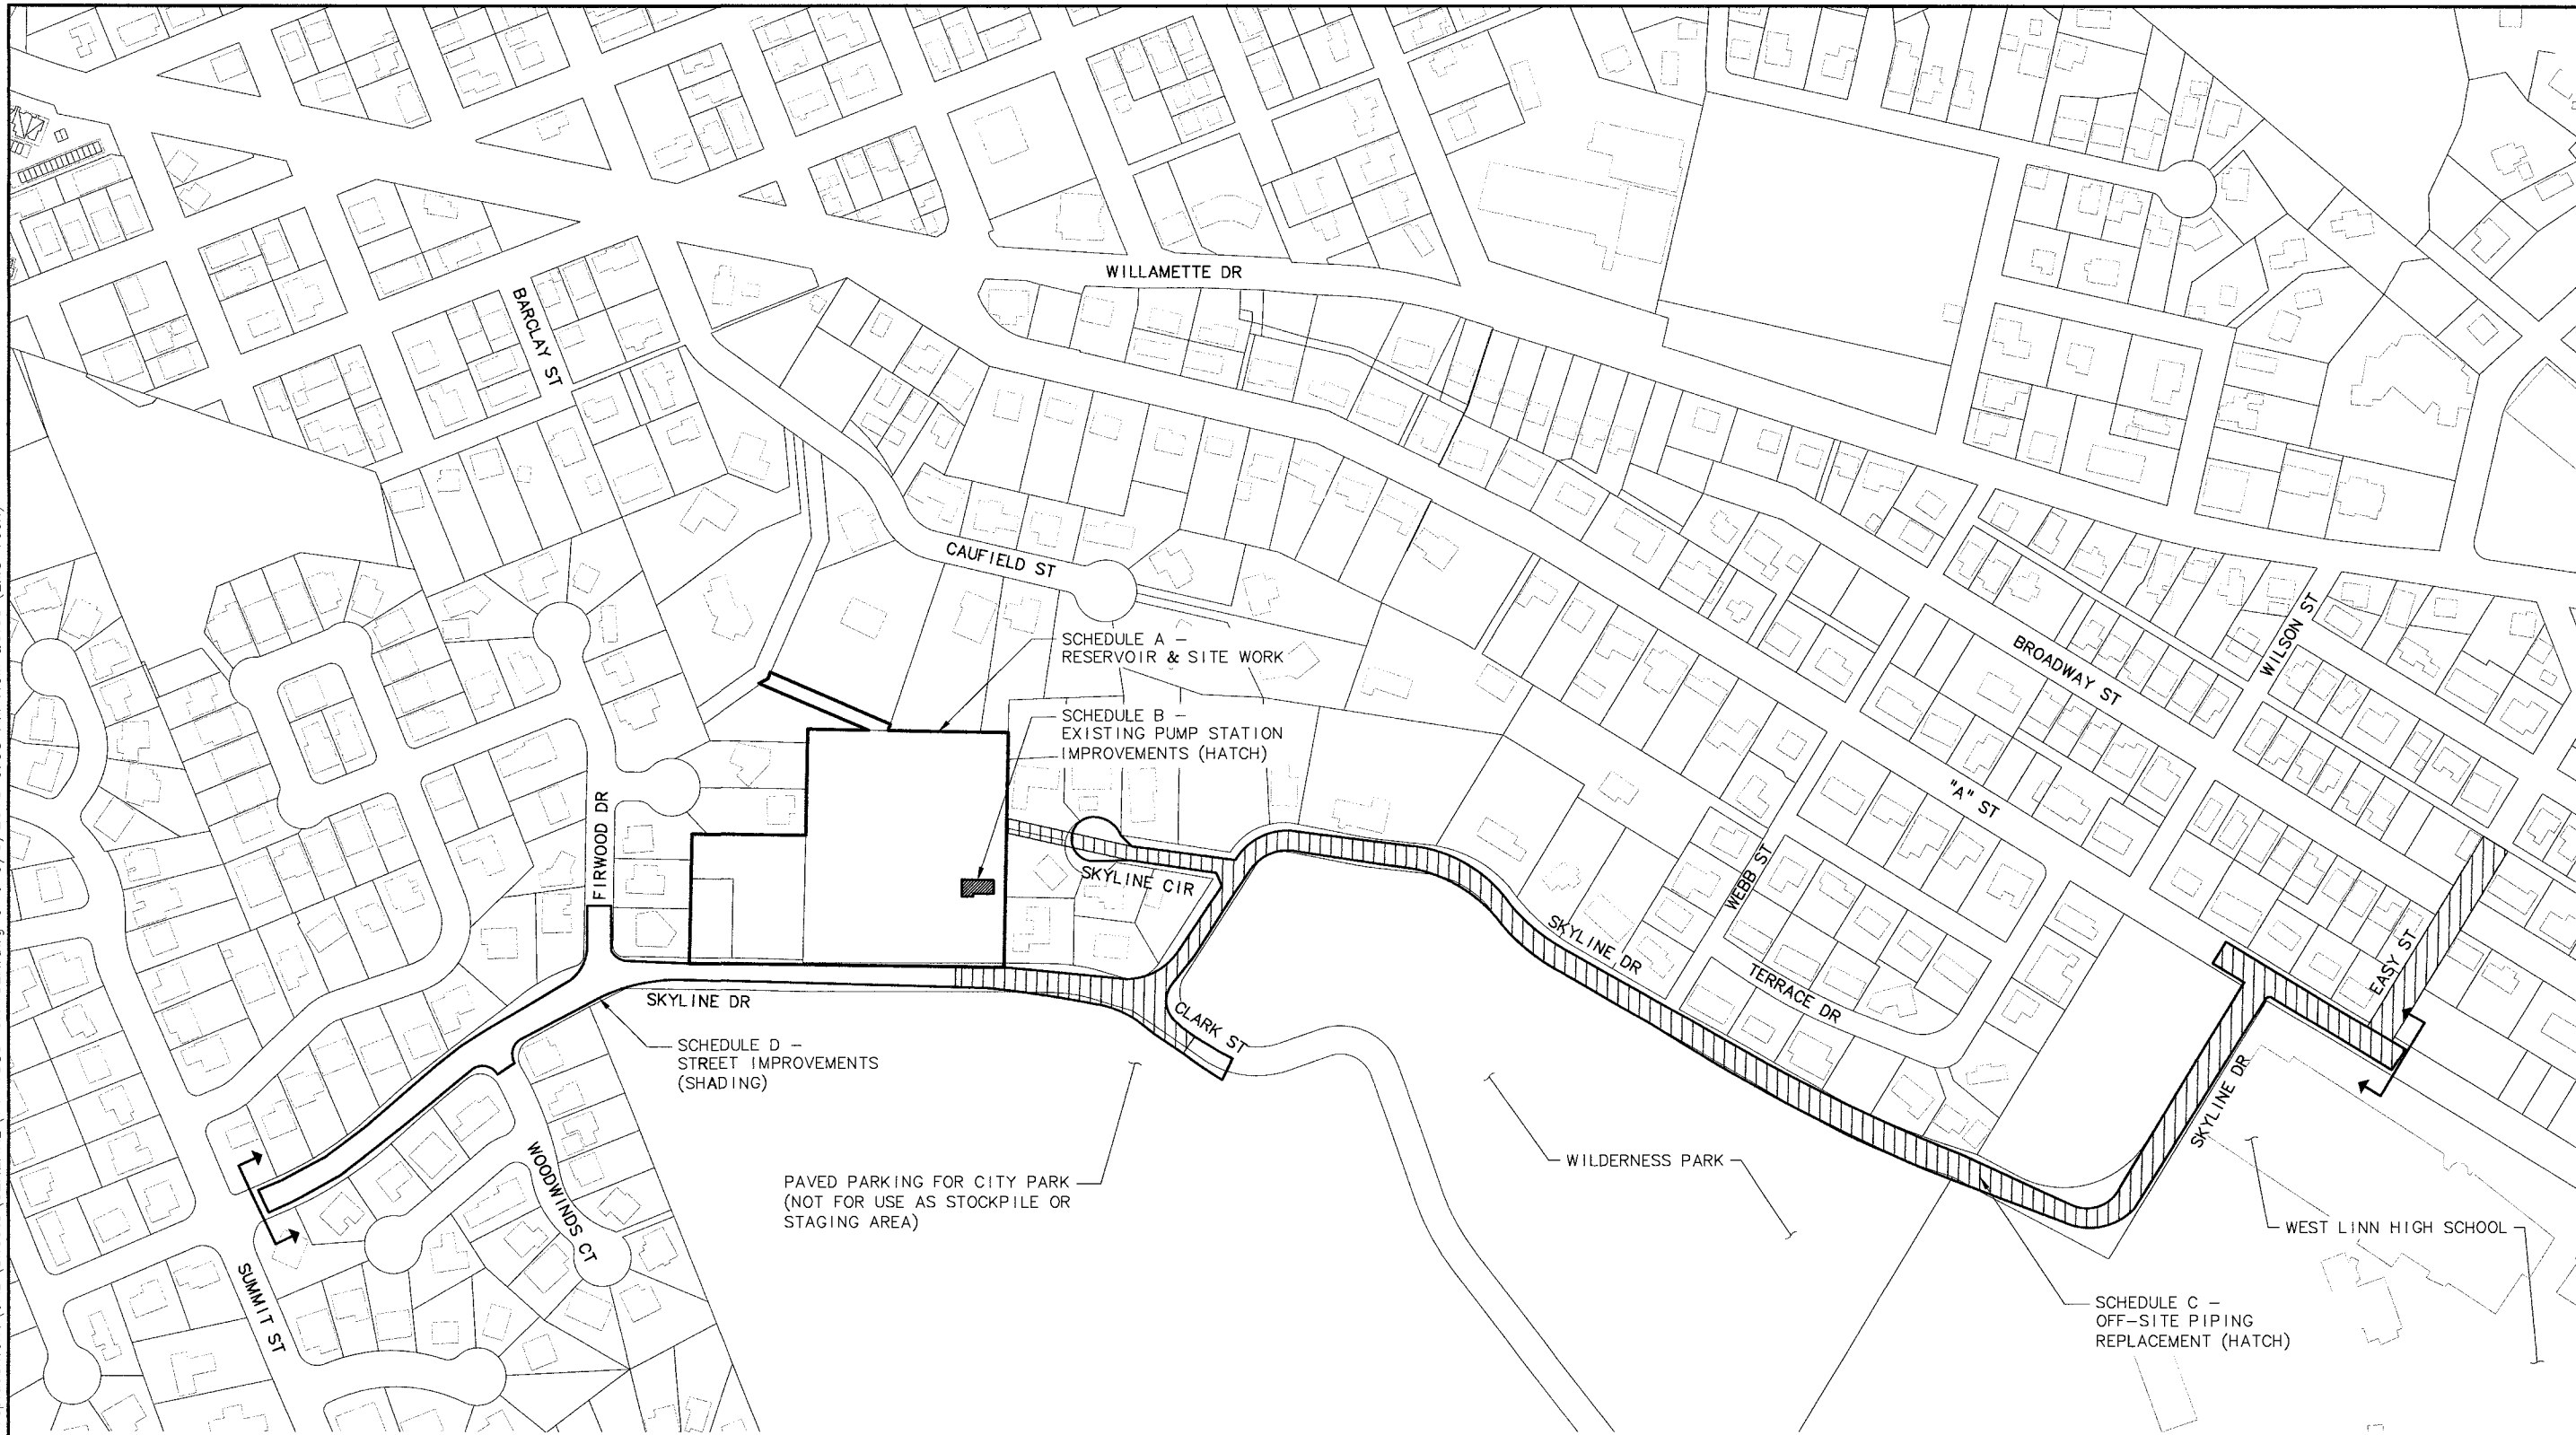 WILLAMETTE DR
BARCLAY ST
CAUFIELD ST
WILSON ST
BROADWAY ST
SCHEDULE A –
RESERVOIR & SITE WORK
SCHEDULE B –
EXISTING PUMP STATION
IMPROVEMENTS (HATCH)
"A" ST
FIRWOOD DR
SKYLINE CIR
WEBB ST
SKYLINE DR
TERRACE DR
EASY ST
SKYLINE DR
CLARK ST
SCHEDULE D –
STREET IMPROVEMENTS
(SHADING)
SKYLINE DR
WOODWINDS CT
PAVED PARKING FOR CITY PARK
(NOT FOR USE AS STOCKPILE OR
STAGING AREA)
WILDERNESS PARK
WEST LINN HIGH SCHOOL
SUMMIT ST
SCHEDULE C –
OFF-SITE PIPING
REPLACEMENT (HATCH)